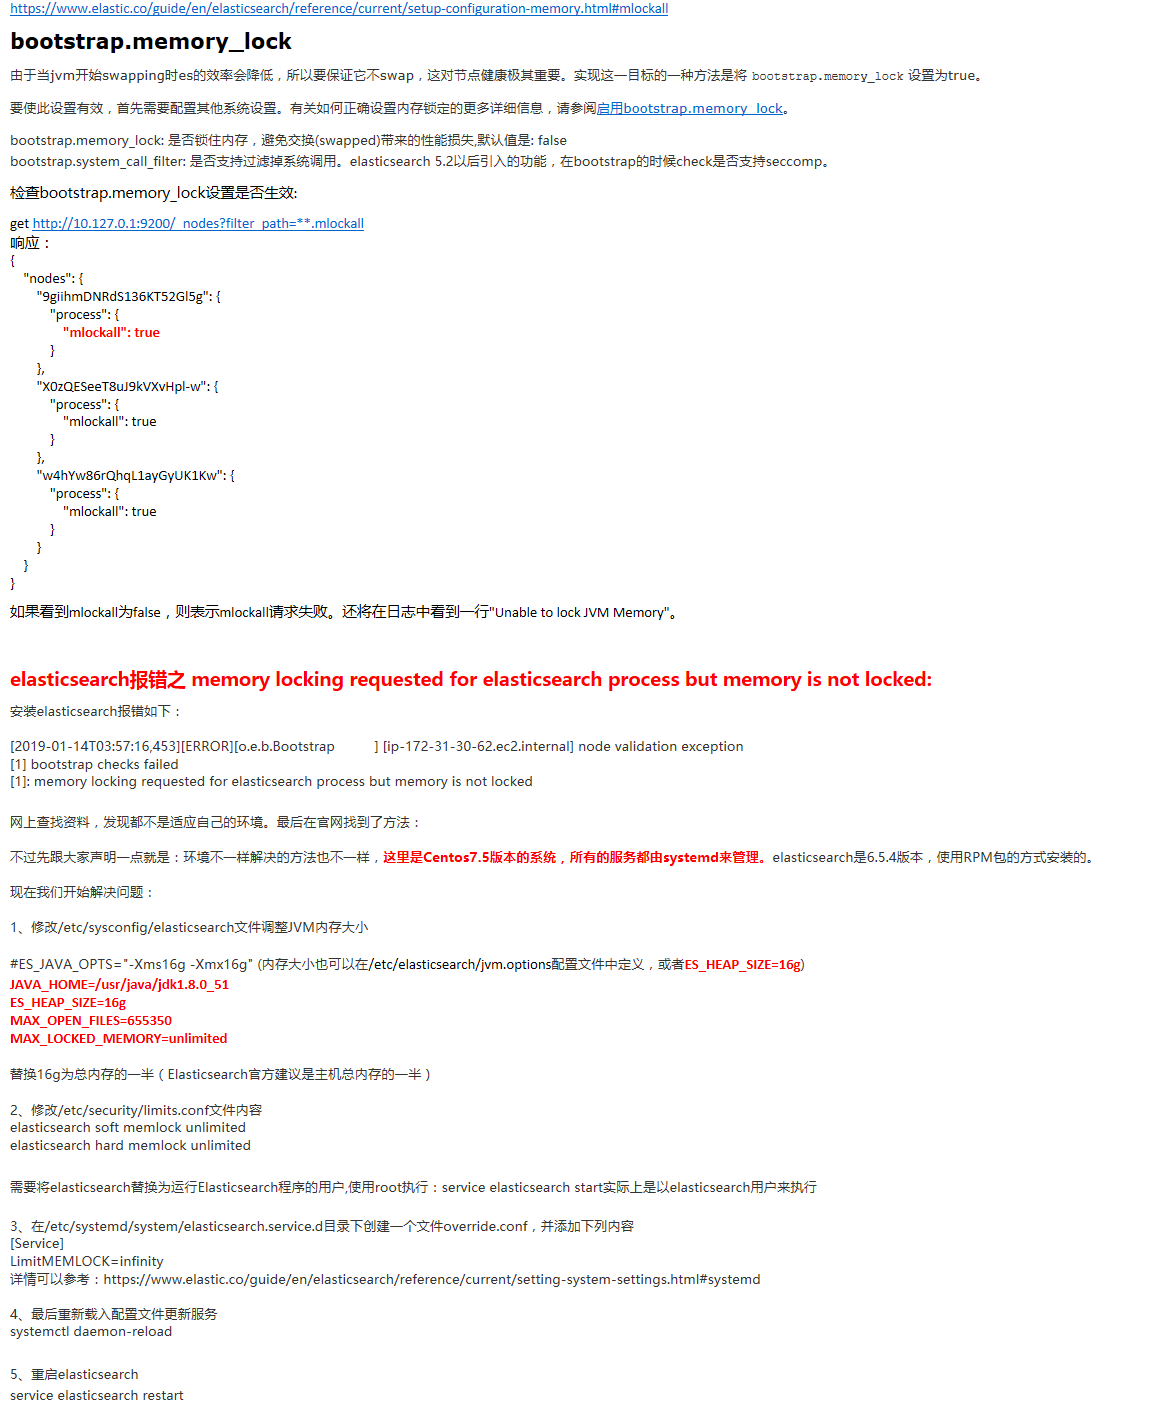 https://www.elastic.co/guide/en/elasticsearch/reference/current/setup-configuration-memory.html#mlockall
bootstrap.memory_lock
由于当jvm开始swapping时es的效率会降低，所以要保证它不swap，这对节点健康极其重要。实现这一目标的一种方法是将 bootstrap.memory_lock 设置为true。
要使此设置有效，首先需要配置其他系统设置。有关如何正确设置内存锁定的更多详细信息，请参阅启用bootstrap.memory_lock。
bootstrap.memory_lock: 是否锁住内存，避免交换(swapped)带来的性能损失,默认值是: false
bootstrap.system_call_filter: 是否支持过滤掉系统调用。elasticsearch 5.2以后引入的功能，在bootstrap的时候check是否支持seccomp。
检查bootstrap.memory_lock设置是否生效:
get http://10.127.0.1:9200/_nodes?filter_path=**.mlockall
响应：
{
"nodes": {
"9giihmDNRdS136KT52Gl5g": {
"process": {
"mlockall": true
}
},
"X0zQESeeT8uJ9kVXvHpl-w": {
"process": {
"mlockall": true
}
},
"w4hYw86rQhqL1ayGyUK1Kw": {
"process": {
"mlockall": true
}
}
}
}
如果看到mlockall为false，则表示mlockall请求失败。还将在日志中看到一行"Unable to lock JVM Memory"。
elasticsearch报错之 memory locking requested for elasticsearch process but memory is not locked:
安装elasticsearch报错如下：
[2019-01-14T03:57:16,453][ERROR][o.e.b.Bootstrap          ] [ip-172-31-30-62.ec2.internal] node validation exception
[1] bootstrap checks failed
[1]: memory locking requested for elasticsearch process but memory is not locked
网上查找资料，发现都不是适应自己的环境。最后在官网找到了方法：
不过先跟大家声明一点就是：环境不一样解决的方法也不一样，这里是Centos7.5版本的系统，所有的服务都由systemd来管理。elasticsearch是6.5.4版本，使用RPM包的方式安装的。
现在我们开始解决问题：
1、修改/etc/sysconfig/elasticsearch文件调整JVM内存大小
#ES_JAVA_OPTS="-Xms16g -Xmx16g" (内存大小也可以在/etc/elasticsearch/jvm.options配置文件中定义，或者ES_HEAP_SIZE=16g)
JAVA_HOME=/usr/java/jdk1.8.0_51
ES_HEAP_SIZE=16g
MAX_OPEN_FILES=655350
MAX_LOCKED_MEMORY=unlimited
替换16g为总内存的一半（Elasticsearch官方建议是主机总内存的一半）
2、修改/etc/security/limits.conf文件内容
elasticsearch soft memlock unlimited
elasticsearch hard memlock unlimited
需要将elasticsearch替换为运行Elasticsearch程序的用户,使用root执行：service elasticsearch start实际上是以elasticsearch用户来执行
3、在/etc/systemd/system/elasticsearch.service.d目录下创建一个文件override.conf，并添加下列内容
[Service]
LimitMEMLOCK=infinity
详情可以参考：https://www.elastic.co/guide/en/elasticsearch/reference/current/setting-system-settings.html#systemd
4、最后重新载入配置文件更新服务
systemctl daemon-reload
5、重启elasticsearch
service elasticsearch restart